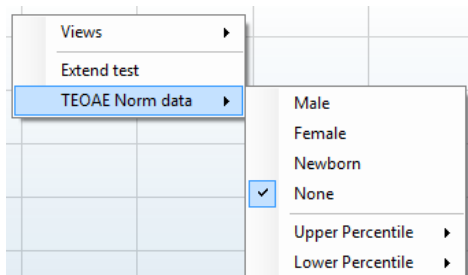 Views
Extend test
TEOAE Norm data
Male
Female
Newborn
None
Upper Percentile
Lower Percentile